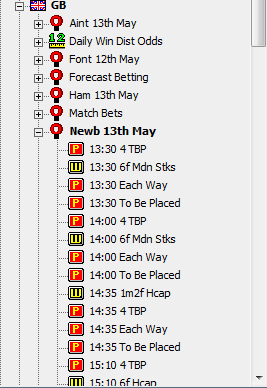 GB
Aint 13th May
12 Daily Win Dist Odds
Font 12th May
Forecast Betting
Ham 13th May
Match Bets
Newb 13th May
P 13:30 4 TBP
W 13:30 6f Mdn Stks
P 13:30 Each Way
P 13:30 To Be Placed
P 14:00 4 TBP
W 14:00 6f Mdn Stks
P 14:00 Each Way
P 14:00 To Be Placed
W 14:35 1m2f Hcap
P 14:35 4 TBP
P 14:35 Each Way
P 14:35 To Be Placed
P 15:10 4 TBP
W 15:10 6f Hcap